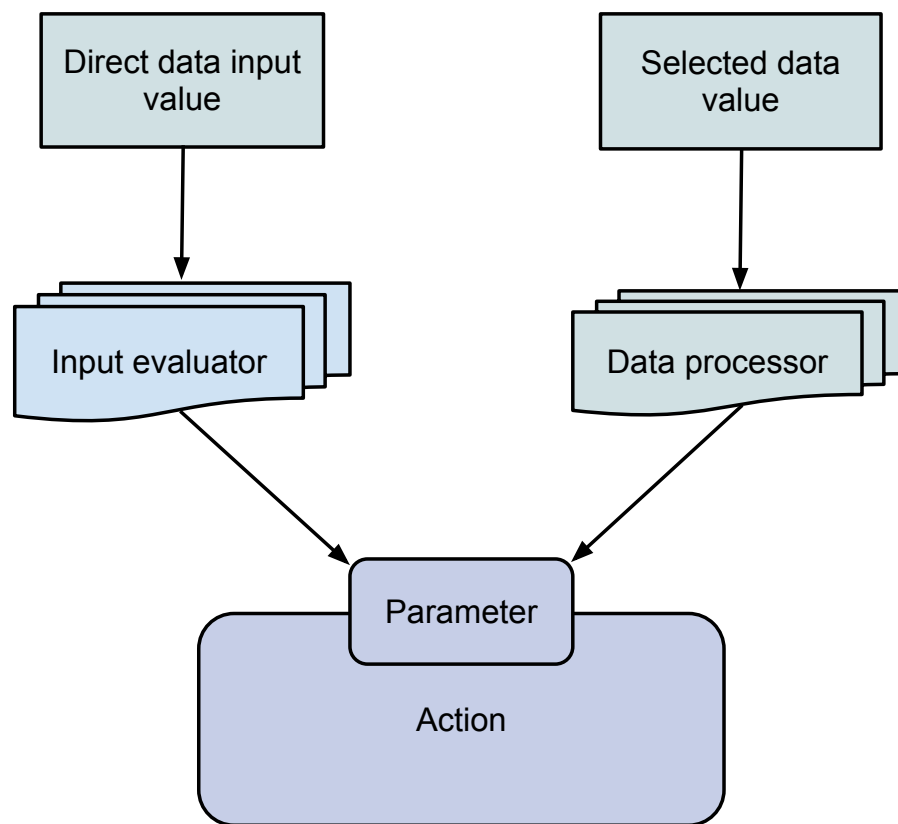 Direct data input
value
Selected data
value
Input evaluator
Data processor
Parameter
Action